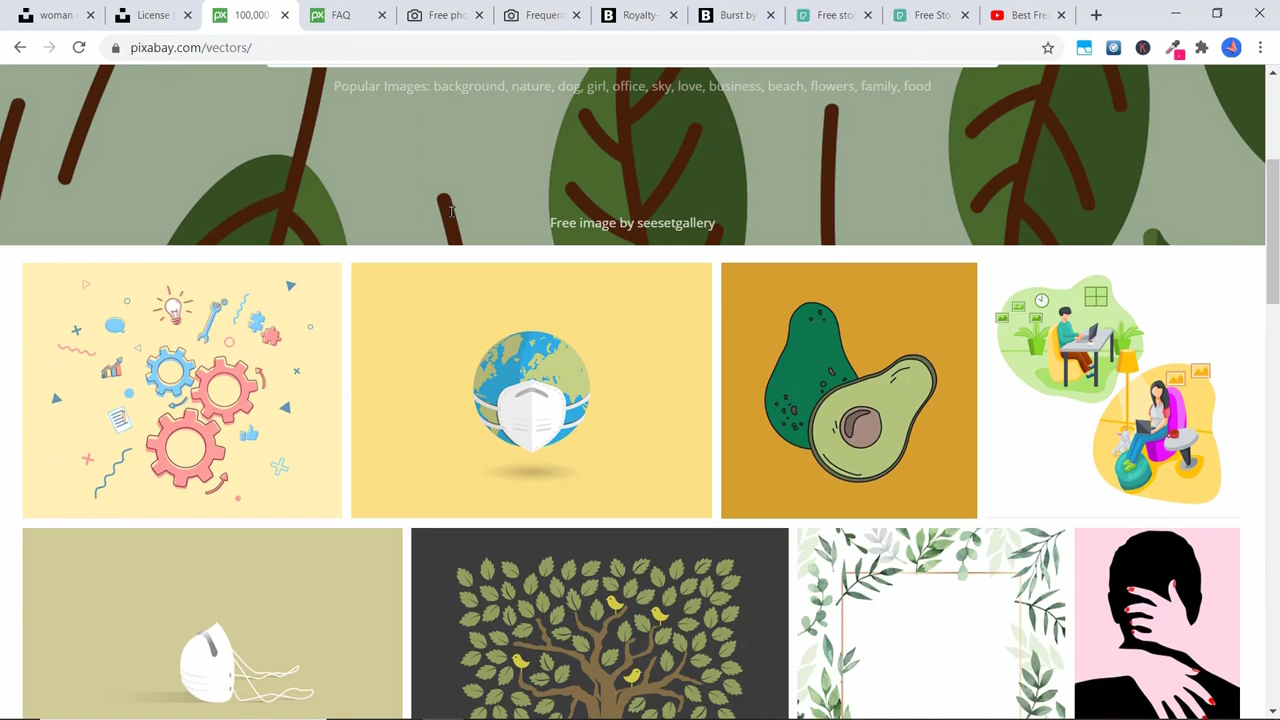 woman
License
100,000
FAQ
Free pho
Frequen
Royalty-
Burst by
Free sto
Free Sto
Best Fre
pixabay.com/vectors/
Popular Images: background, nature, dog, girl, office, sky, love, business, beach, flowers, family, food
Free image by seesetgallery